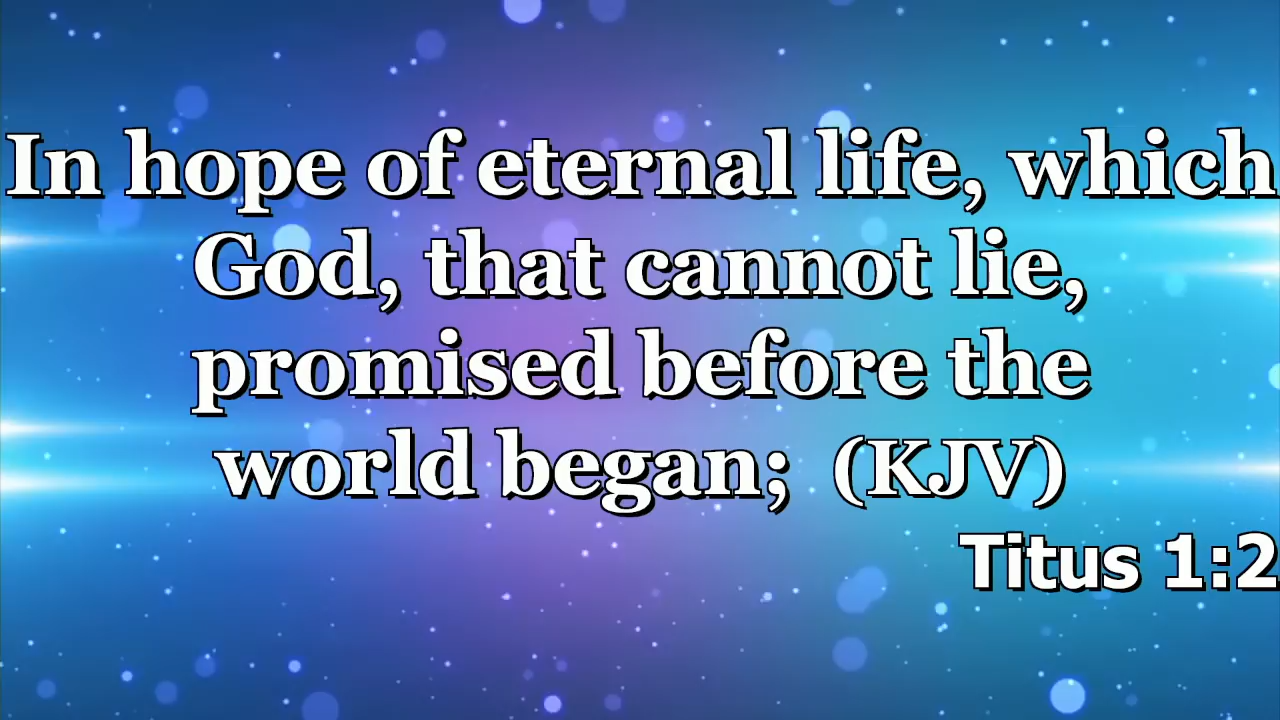 In hope of eternal life, which
God, that cannot lie,
promised before the
world began;  (KJV)
Titus 1:2